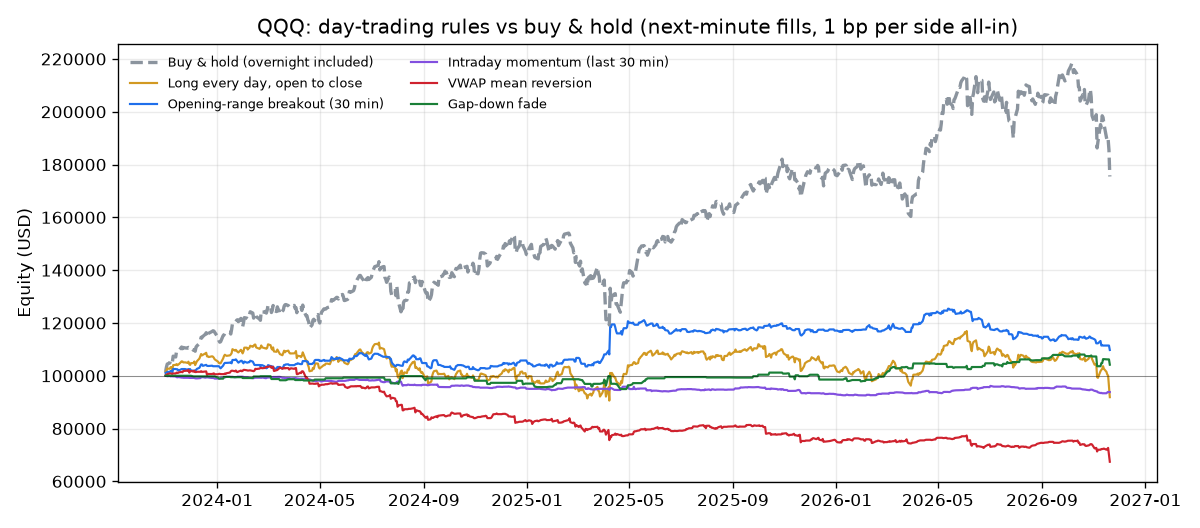 QQQ: day-trading rules vs buy & hold (next-minute fills, 1 bp per side all-in)
Buy & hold (overnight included)
Long every day, open to close
Opening-range breakout (30 min)
Intraday momentum (last 30 min)
VWAP mean reversion
Gap-down fade
Equity (USD)
220000
200000
180000
160000
140000
120000
100000
80000
60000
2024-01
2024-05
2024-09
2025-01
2025-05
2025-09
2026-01
2026-05
2026-09
2027-01